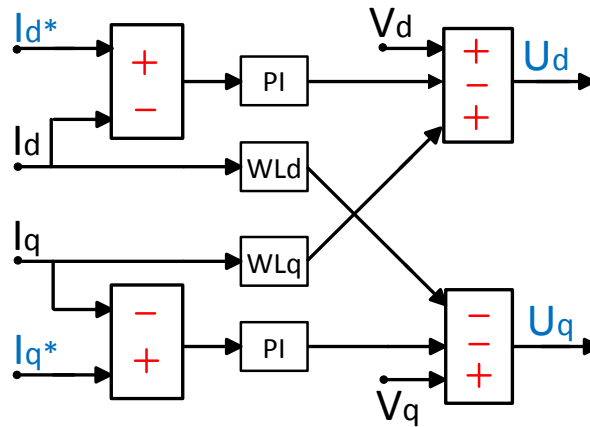 Id*
Vd
+
−
PI
+
−
+
Ud
Id
WLd
Iq
WLq
−
+
PI
−
−
+
Uq
Iq*
Vq